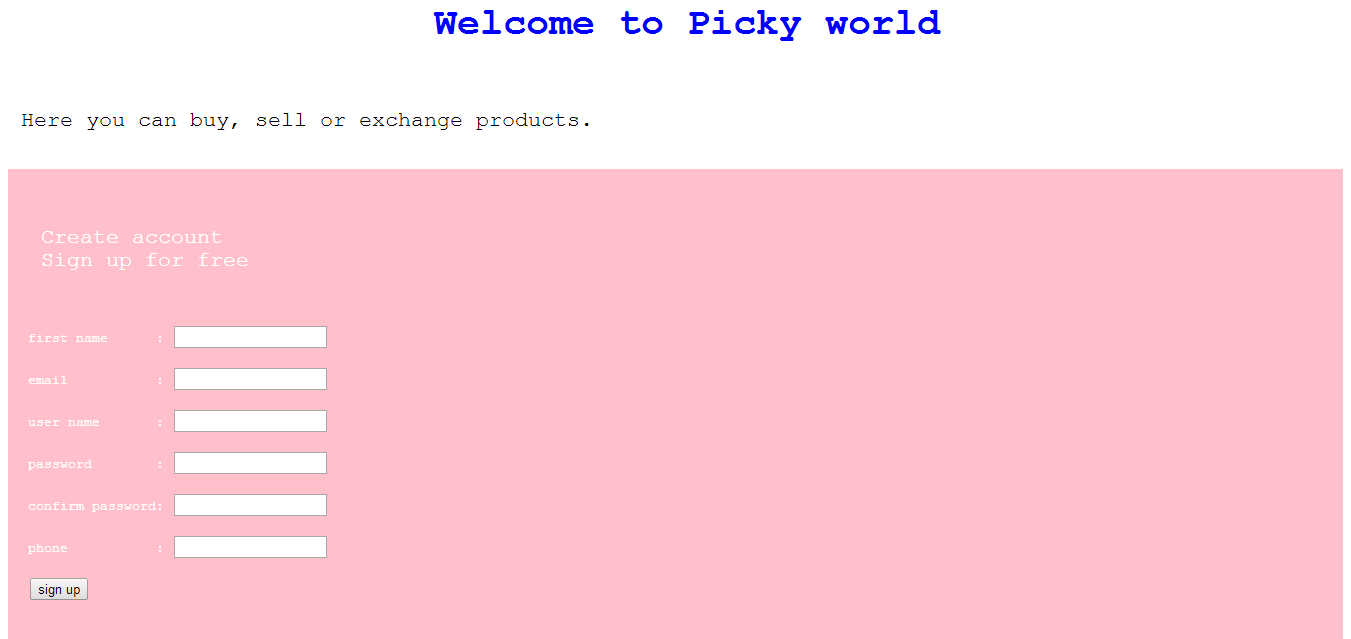 Welcome to Picky world
Here you can buy, sell or exchange products.
Create account
Sign up for free
first name :
email :
user name :
password :
confirm password:
phone :
sign up